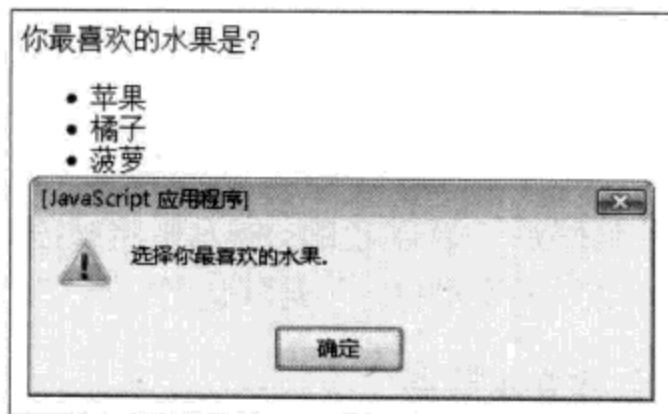 你最喜欢的水果是?
• 苹果
• 橘子
• 菠萝
[JavaScript 应用程序]
选择你最喜欢的水果.
确定